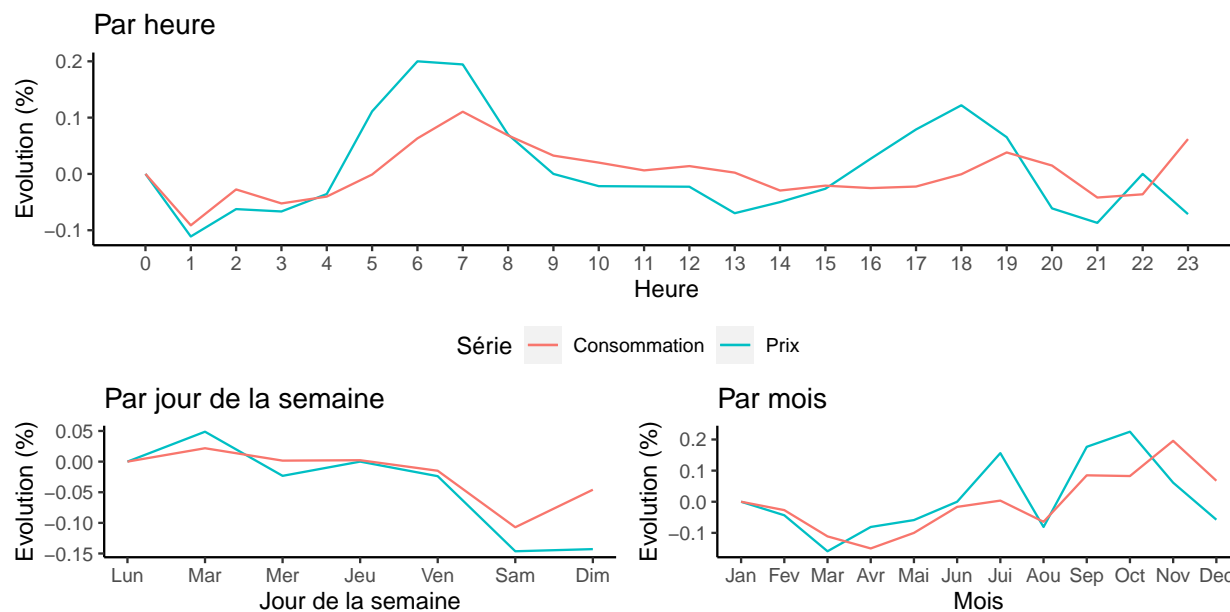 Par heure
Evolution (%)
0.2
0.1
0.0
−0.1
0 1 2 3 4 5 6 7 8 9 10 11 12 13 14 15 16 17 18 19 20 21 22 23
Heure
Série Consommation Prix
Par jour de la semaine
Evolution (%)
0.05
0.00
−0.05
−0.10
−0.15
Lun Mar Mer Jeu Ven Sam Dim
Jour de la semaine
Par mois
Evolution (%)
0.2
0.1
0.0
−0.1
Jan Fev Mar Avr Mai Jun Jui Aou Sep Oct Nov Dec
Mois